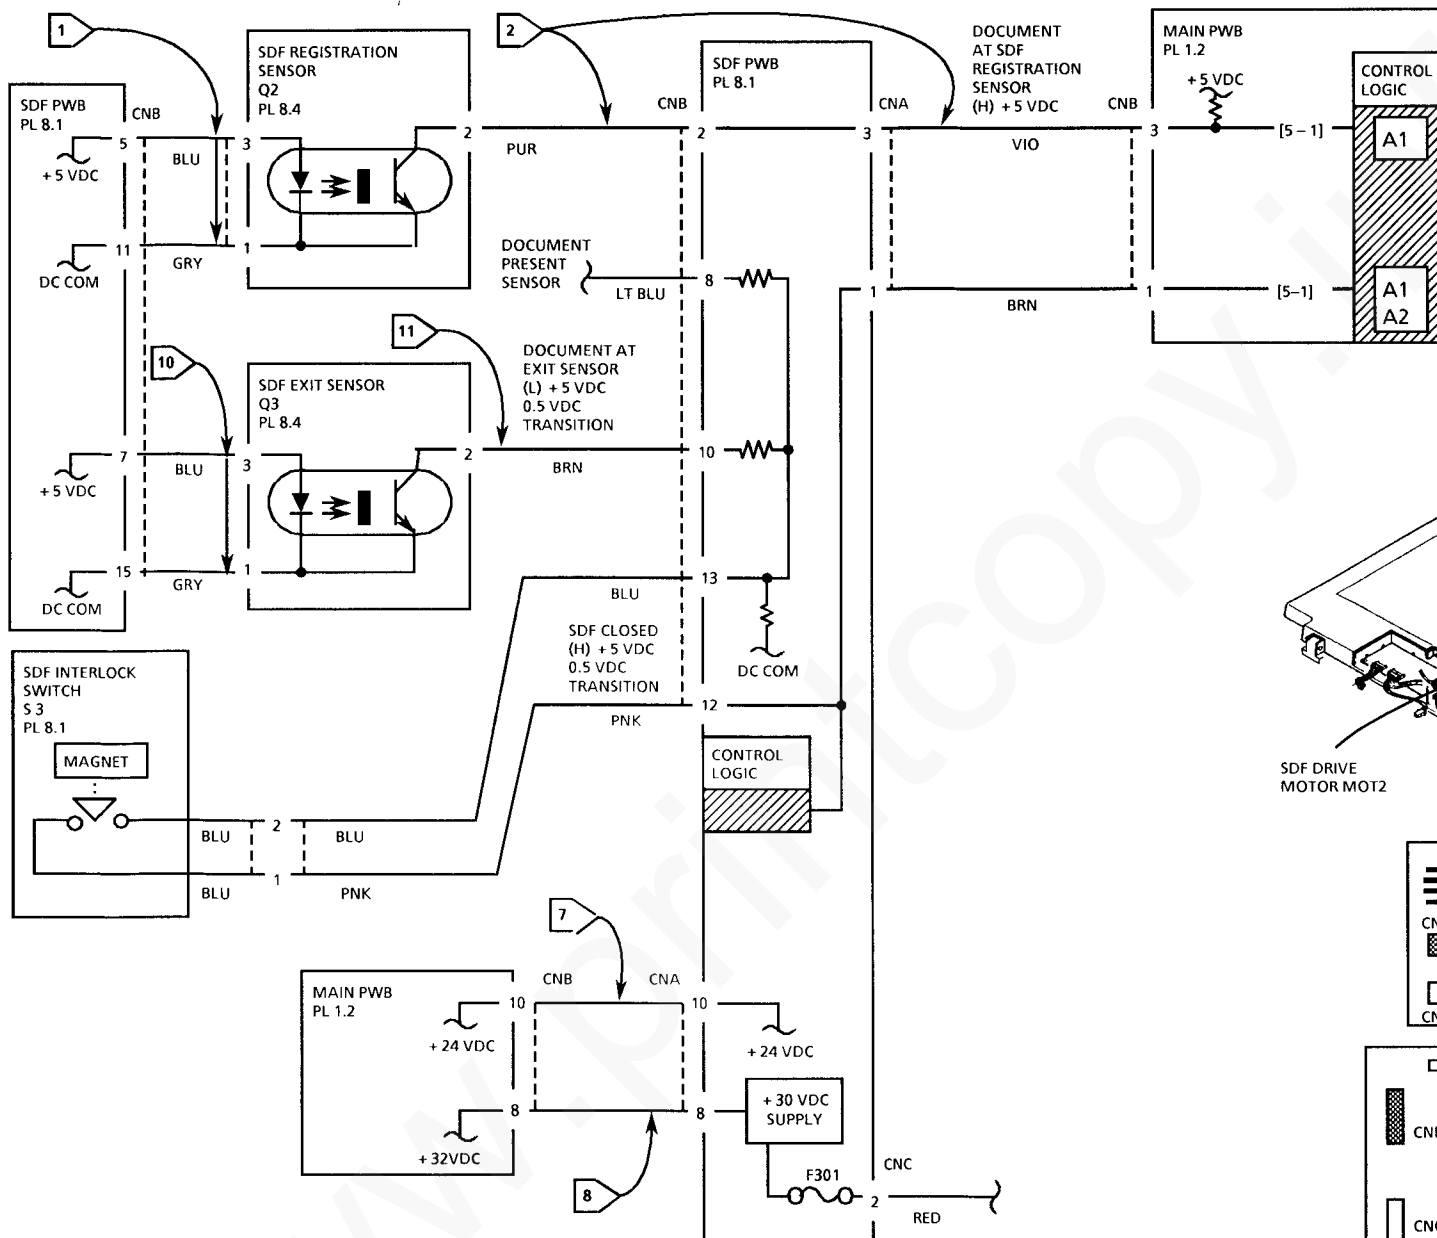 1
SDF REGISTRATION
SENSOR
Q2
PL 8.4
2
SDF PWB
PL 8.1
DOCUMENT
AT SDF
REGISTRATION
SENSOR
(H) +5 VDC
MAIN PWB
PL 1.2
+5 VDC
CONTROL
LOGIC
SDF PWB
PL 8.1
CNB
CNB
CNA
CNB
5
BLU
3
2
PUR
2
3
VIO
3
[5 – 1]
A1
+5 VDC
11
GRY
1
DC COM
DOCUMENT
PRESENT
SENSOR
LT BLU
8
1
BRN
1
[5–1]
A1
A2
10
11
DOCUMENT AT
EXIT SENSOR
(L) +5 VDC
0.5 VDC
TRANSITION
SDF EXIT SENSOR
Q3
PL 8.4
7
BLU
3
2
BRN
10
+5 VDC
15
GRY
1
DC COM
BLU
13
SDF CLOSED
(H) +5 VDC
0.5 VDC
TRANSITION
DC COM
PNK
12
SDF INTERLOCK
SWITCH
S 3
PL 8.1
MAGNET
CONTROL
LOGIC
SDF DRIVE
MOTOR MOT2
BLU
2
BLU
BLU
1
PNK
7
MAIN PWB
PL 1.2
CNB
CNA
10
10
+24 VDC
+24 VDC
8
8
+30 VDC
SUPPLY
+32VDC
8
F301
CNC
2
RED
www.printcopy.